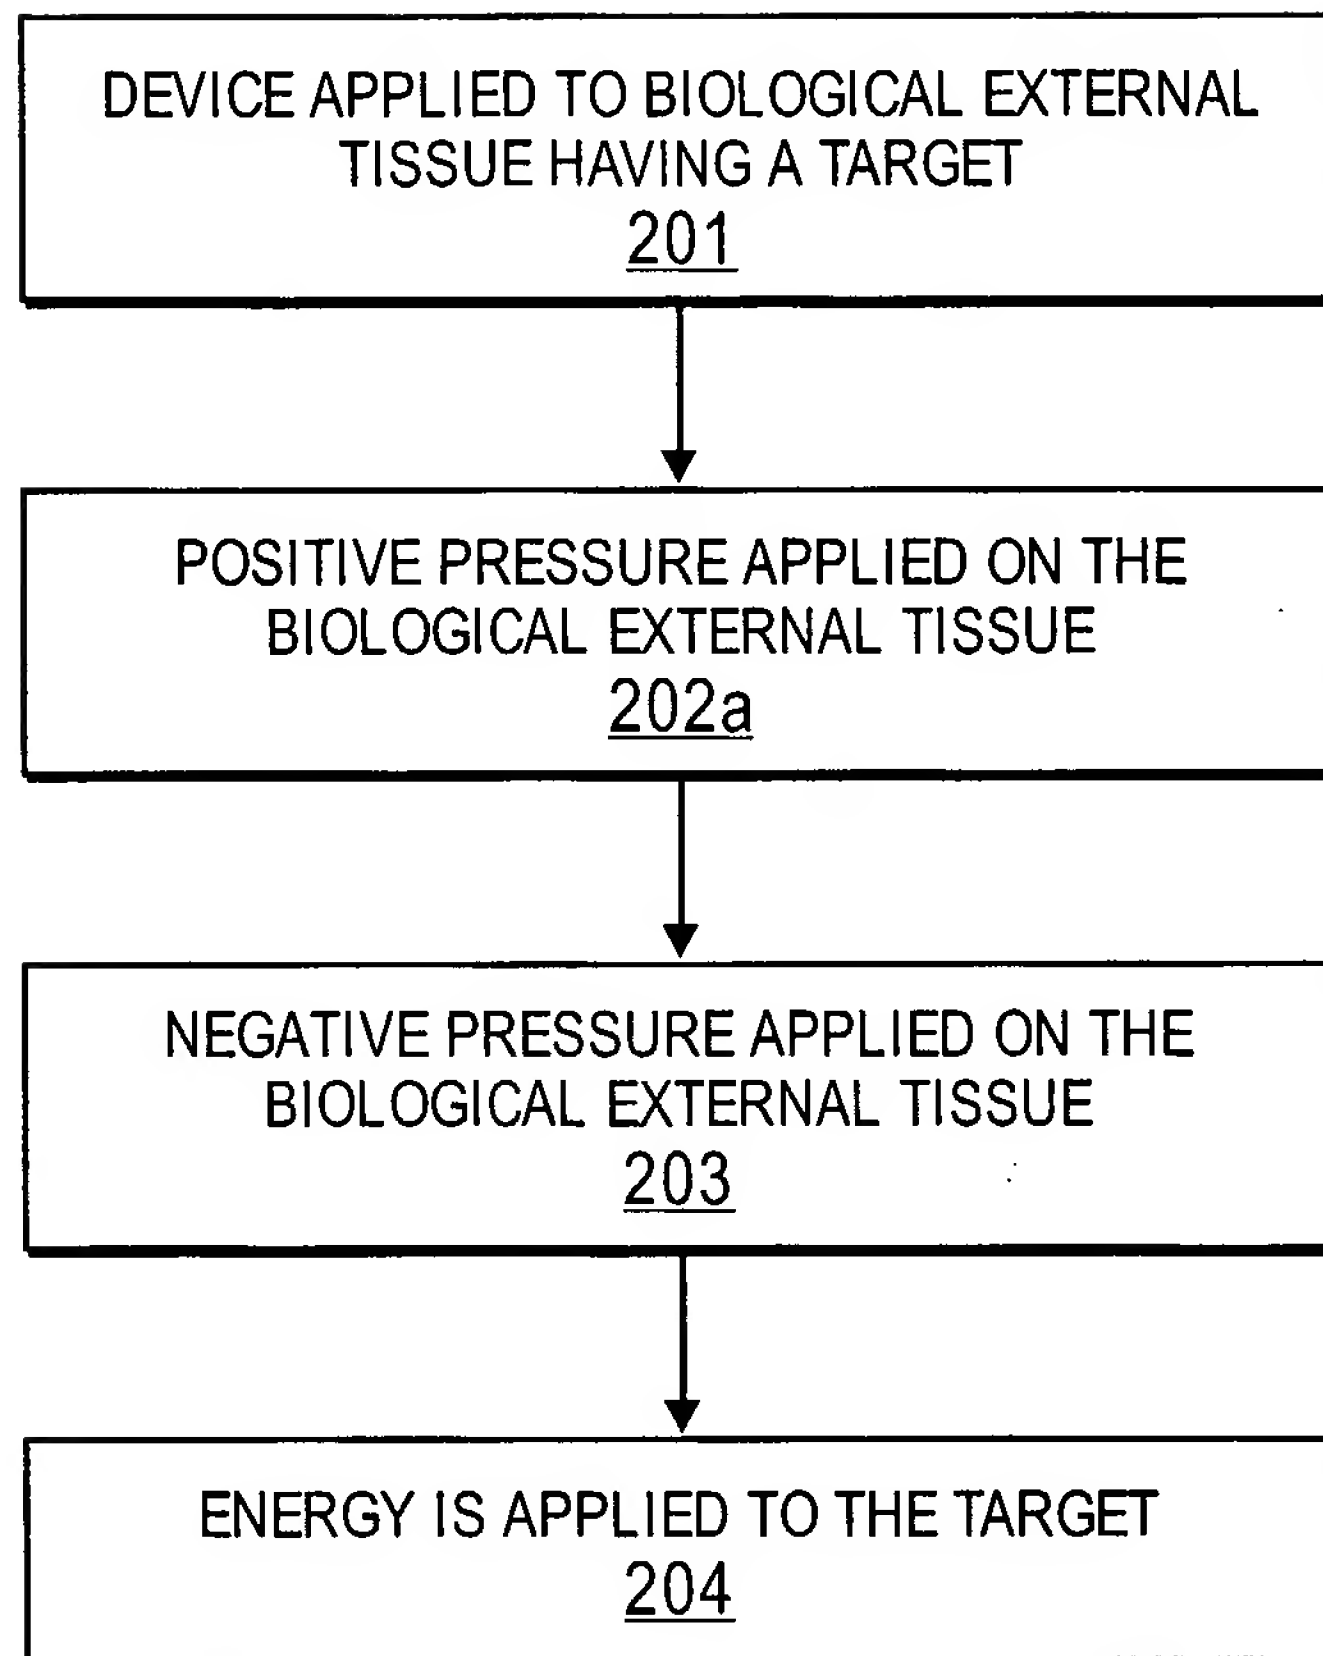 DEVICE APPLIED TO BIOLOGICAL EXTERNAL
TISSUE HAVING A TARGET
201
POSITIVE PRESSURE APPLIED ON THE
BIOLOGICAL EXTERNAL TISSUE
202a
NEGATIVE PRESSURE APPLIED ON THE
BIOLOGICAL EXTERNAL TISSUE
203
ENERGY IS APPLIED TO THE TARGET
204